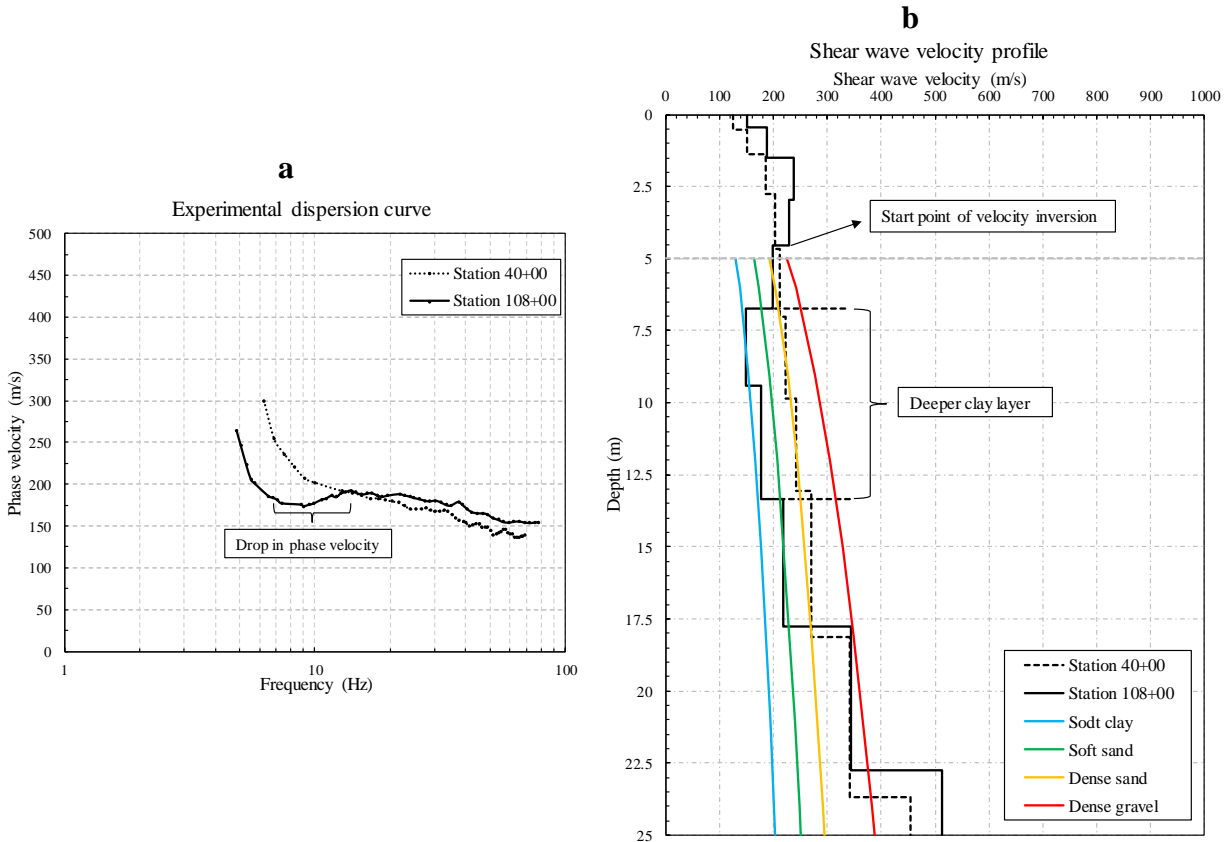 a
Experimental dispersion curve
500
450
400
350
300
250
200
150
100
50
0
Phase velocity (m/s)
Station 40+00
Station 108+00
Drop in phase velocity
1
10
100
Frequency (Hz)
b
Shear wave velocity profile
Shear wave velocity (m/s)
0
100
200
300
400
500
600
700
800
900
1000
0
2.5
5
7.5
10
12.5
15
17.5
20
22.5
25
Depth (m)
Start point of velocity inversion
Deeper clay layer
Station 40+00
Station 108+00
Sodt clay
Soft sand
Dense sand
Dense gravel